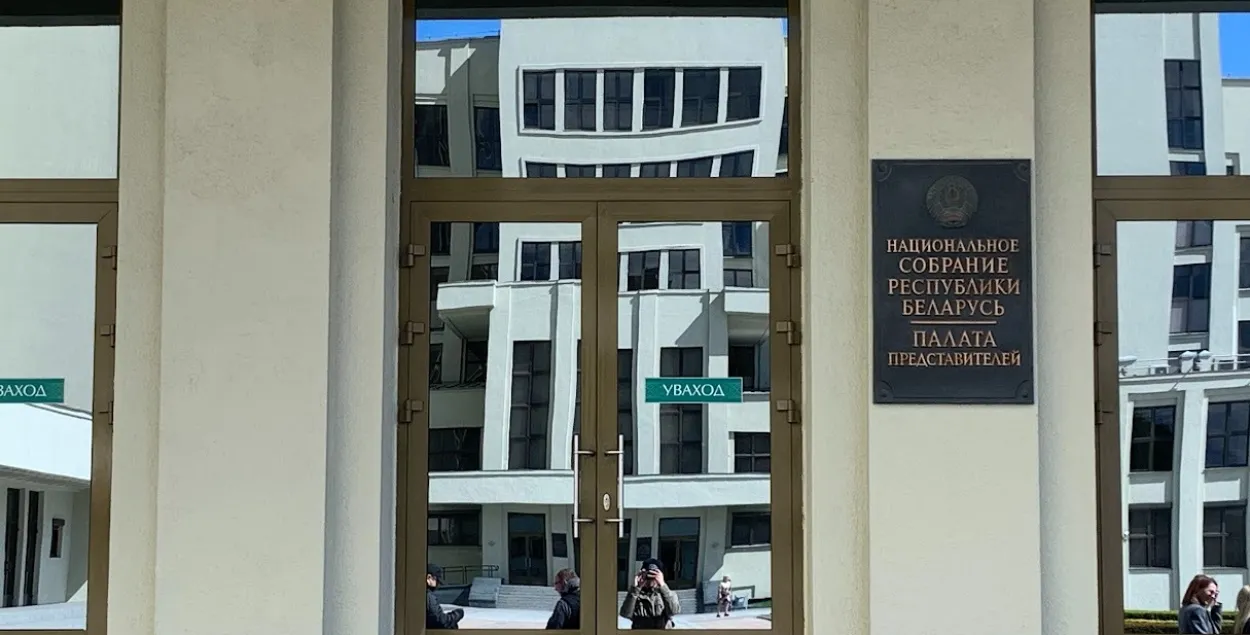 ВАХОД
УВАХОД
НАЦИОНАЛЬНОЕ
СОБРАНИЕ
РЕСПУБЛИКИ
БЕЛАРУСЬ
ПАЛАТА
ПРЕДСТАВИТЕЛЕЙ